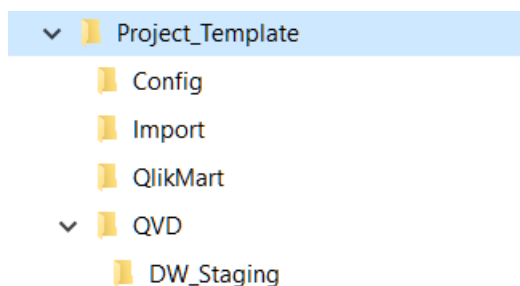 Project_Template
Config
Import
QlikMart
QVD
DW_Staging